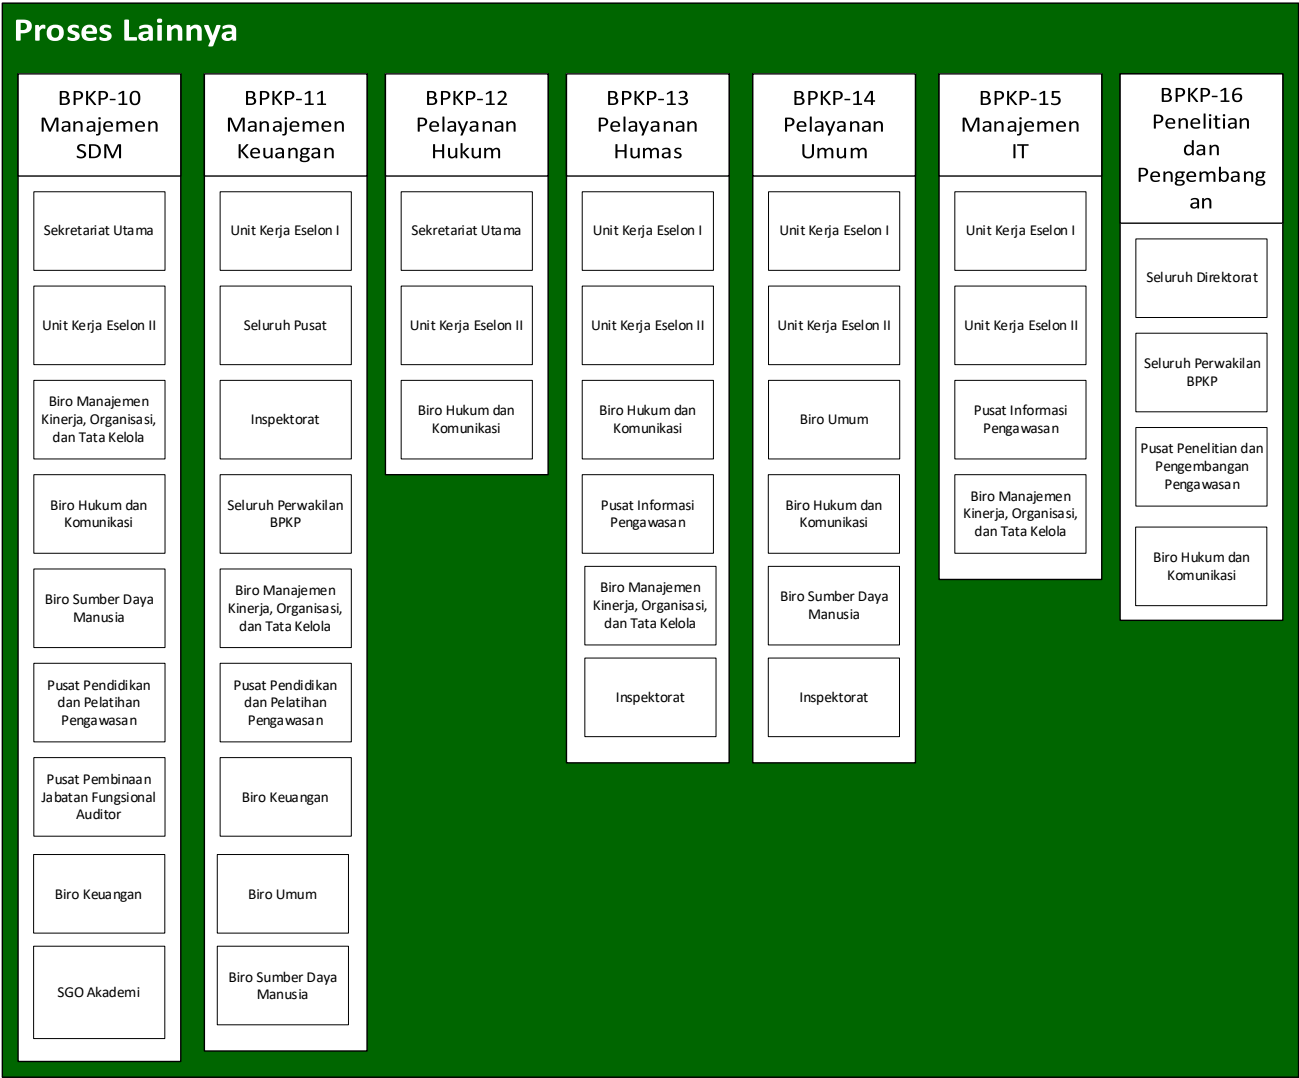 Proses Lainnya
BPKP-10
Manajemen
SDM
Sekretariat Utama
Unit Kerja Eselon II
Biro Manajemen
Kinerja, Organisasi,
dan Tata Kelola
Biro Hukum dan
Komunikasi
Biro Sumber Daya
Manusia
Pusat Pendidikan
dan Pelatihan
Pengawasan
Pusat Pembinaan
Jabatan Fungsional
Auditor
Biro Keuangan
SGO Akademi
BPKP-11
Manajemen
Keuangan
Unit Kerja Eselon I
Seluruh Pusat
Inspektorat
Seluruh Perwakilan
BPKP
Biro Manajemen
Kinerja, Organisasi,
dan Tata Kelola
Pusat Pendidikan
dan Pelatihan
Pengawasan
Biro Keuangan
Biro Umum
Biro Sumber Daya
Manusia
BPKP-12
Pelayanan
Hukum
Sekretariat Utama
Unit Kerja Eselon II
Biro Hukum dan
Komunikasi
BPKP-13
Pelayanan
Humas
Unit Kerja Eselon I
Unit Kerja Eselon II
Biro Hukum dan
Komunikasi
Pusat Informasi
Pengawasan
Biro Manajemen
Kinerja, Organisasi,
dan Tata Kelola
Inspektorat
BPKP-14
Pelayanan
Umum
Unit Kerja Eselon I
Unit Kerja Eselon II
Biro Umum
Biro Hukum dan
Komunikasi
Biro Sumber Daya
Manusia
Inspektorat
BPKP-15
Manajemen
IT
Unit Kerja Eselon I
Unit Kerja Eselon II
Pusat Informasi
Pengawasan
Biro Manajemen
Kinerja, Organisasi,
dan Tata Kelola
BPKP-16
Penelitian
dan
Pengembang
an
Seluruh Direktorat
Seluruh Perwakilan
BPKP
Pusat Penelitian dan
Pengembangan
Pengawasan
Biro Hukum dan
Komunikasi